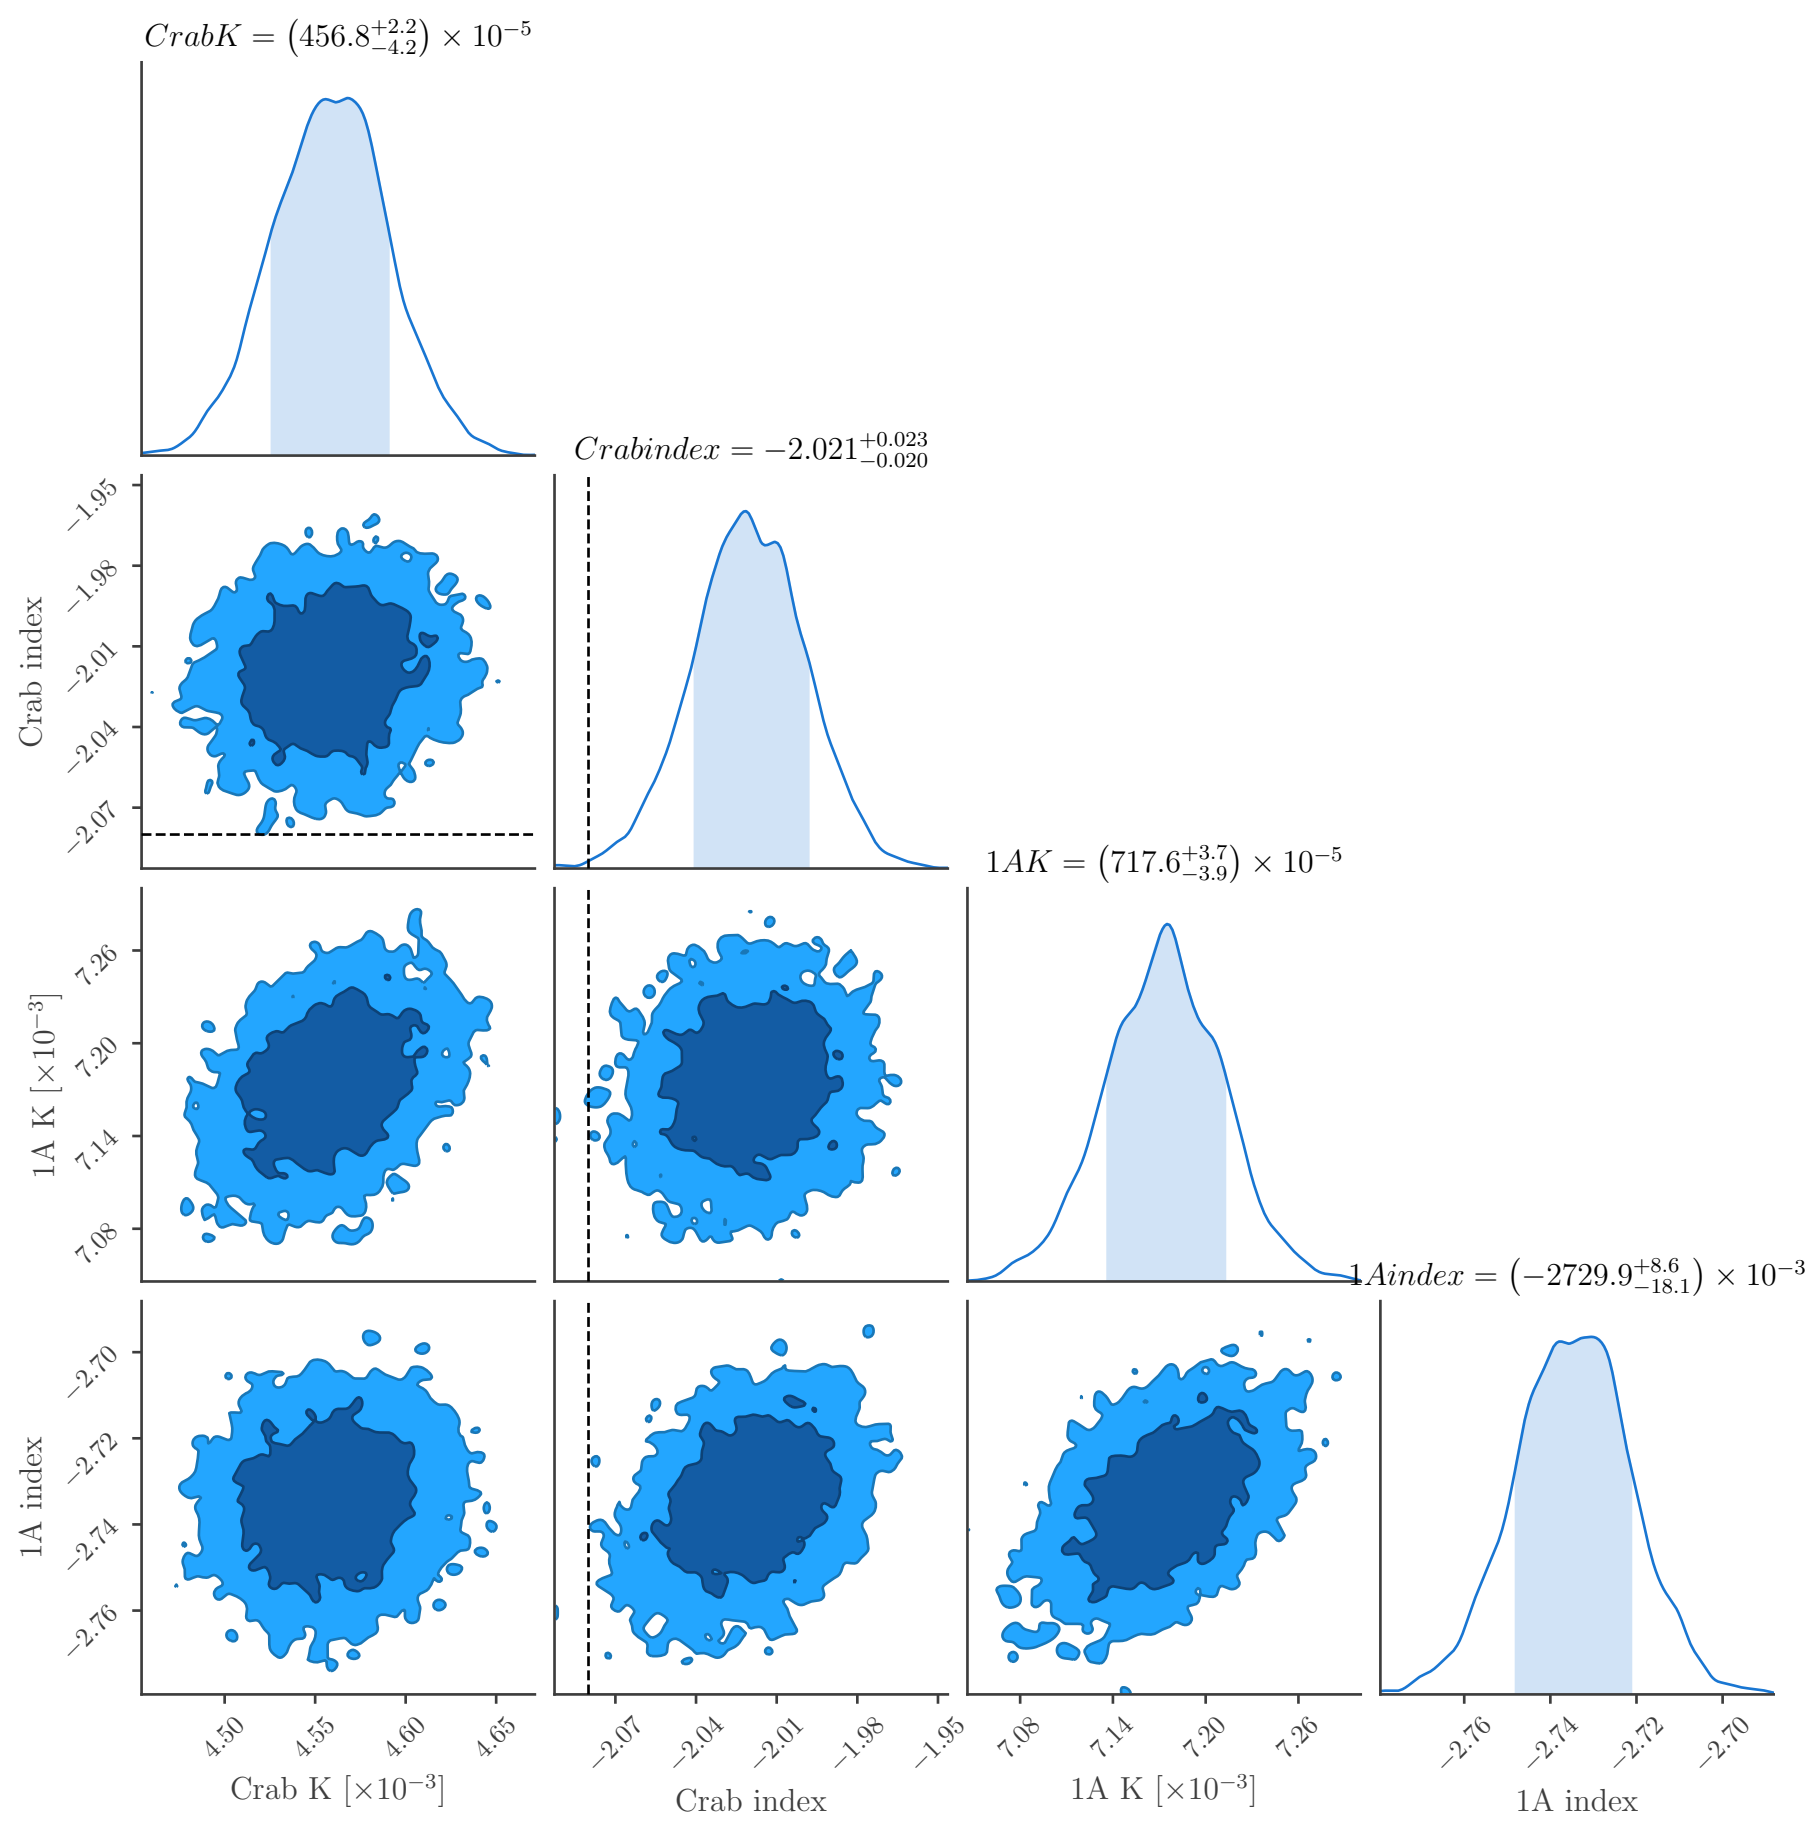 CrabK = (456.8+2.2−4.2) × 10−5
Crabindex = −2.021+0.023−0.020
−1.95
−1.98
−2.01
−2.04
−2.07
Crab index
1AK = (717.6+3.7−3.9) × 10−5
7.26
7.20
7.14
7.08
1A K [×10−3]
1Aindex = (−2729.9+8.6−18.1) × 10−3
−2.70
−2.72
−2.74
−2.76
1A index
4.50 4.55 4.60 4.65
−2.07 −2.04 −2.01 −1.98 −1.95
7.08 7.14 7.20 7.26
−2.76 −2.74 −2.72 −2.70
Crab K [×10−3]
Crab index
1A K [×10−3]
1A index